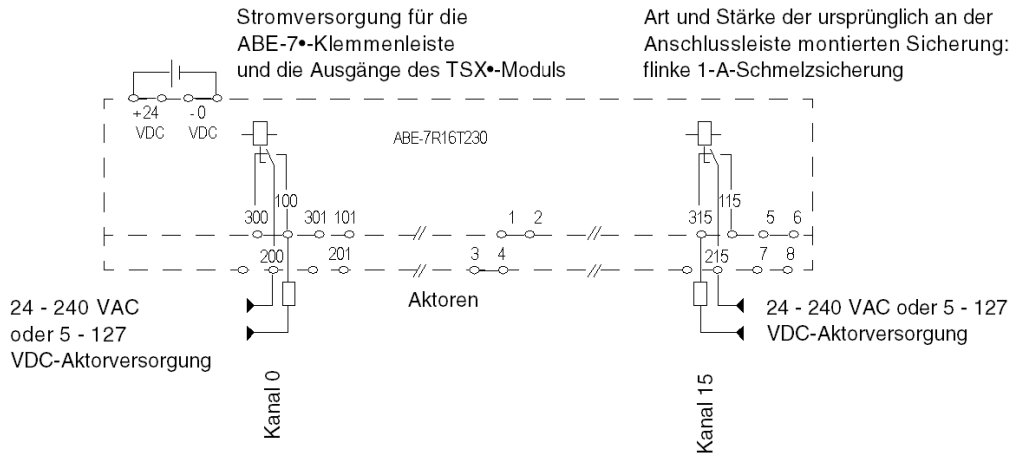 Stromversorgung für die
ABE-7•-Klemmenleiste
und die Ausgänge des TSX•-Moduls
Art und Stärke der ursprünglich an der
Anschlussleiste montierten Sicherung:
flinke 1-A-Schmelzsicherung
+24 -0
VDC VDC
ABE-7R16T230
100 115
300 301 101 1 2 315 5 6
200 201 3 4 215 7 8
24 - 240 VAC
oder 5 - 127
VDC-Aktorversorgung
Aktoren
24 - 240 VAC oder 5 - 127
VDC-Aktorversorgung
Kanal 0
Kanal 15